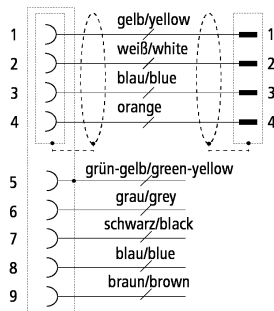 1 gelb/yellow 1
2 weiß/white 2
3 blau/blue 3
4 orange 4
5 grün-gelb/green-yellow
6 grau/grey
7 schwarz/black
8 blau/blue
9 braun/brown